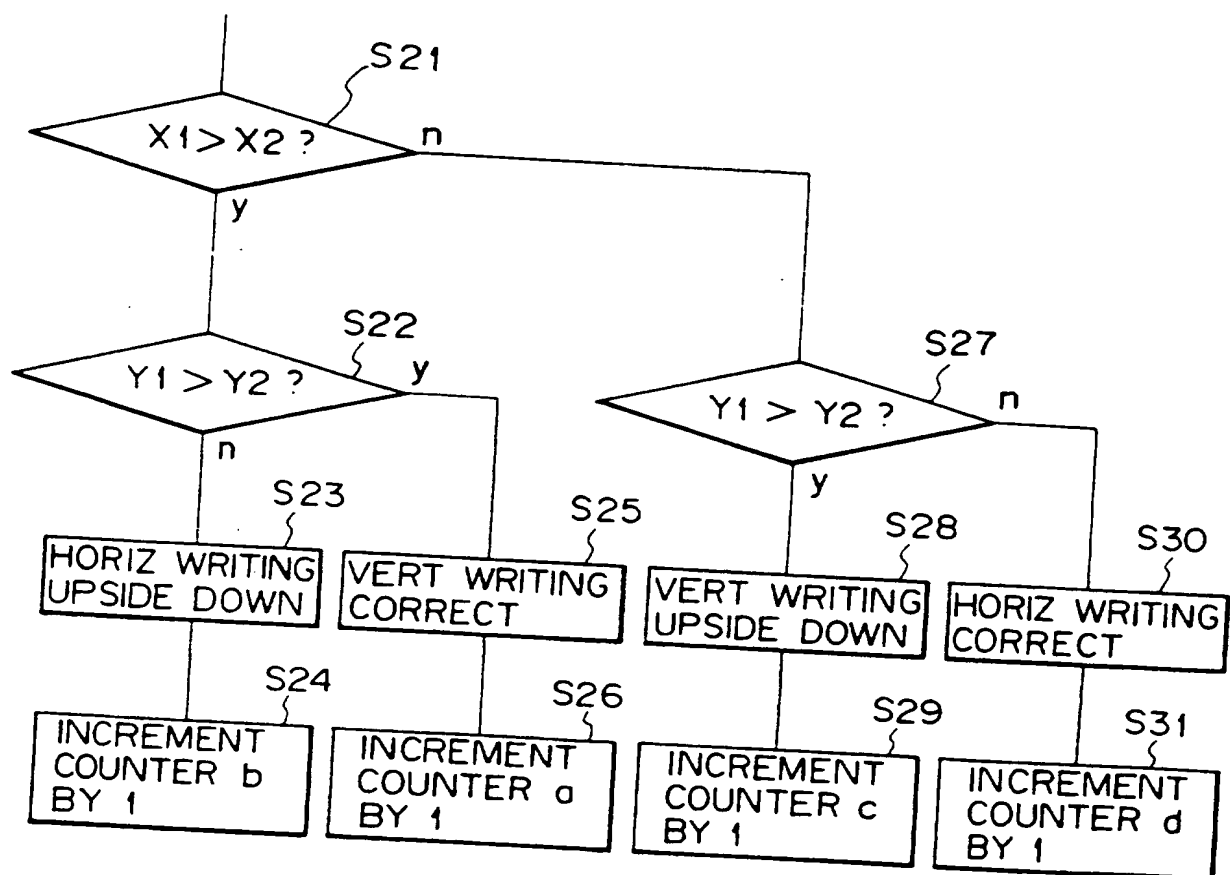 S21
X1 > X2 ?
n
y
S22
Y1 > Y2 ?
y
n
S27
Y1 > Y2 ?
n
y
S23
HORIZ WRITING
UPSIDE DOWN
S25
VERT WRITING
CORRECT
S28
VERT WRITING
UPSIDE DOWN
S30
HORIZ WRITING
CORRECT
S24
INCREMENT
COUNTER b
BY 1
S26
INCREMENT
COUNTER a
BY 1
S29
INCREMENT
COUNTER c
BY 1
S31
INCREMENT
COUNTER d
BY 1